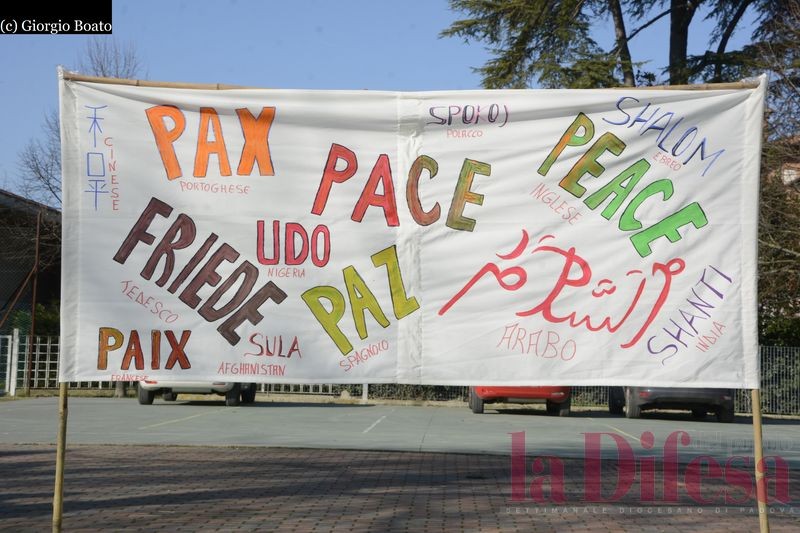 (c) Giorgio Boato
和平
CINESE
PAX
PORTOGHESE
PACE
SPOKOJ
POLACCO
PEACE
INGLESE
SHALOM
EBREO
FRIEDE
TEDESCO
UDO
NIGERIA
PAZ
SPAGNOLO
السلام
ARABO
SHANTI
INDIA
PAIX
FRANCESE
SULA
AFGHANISTAN
la Difesa
SETTIMANALE DIOCESANO DI PADOVA